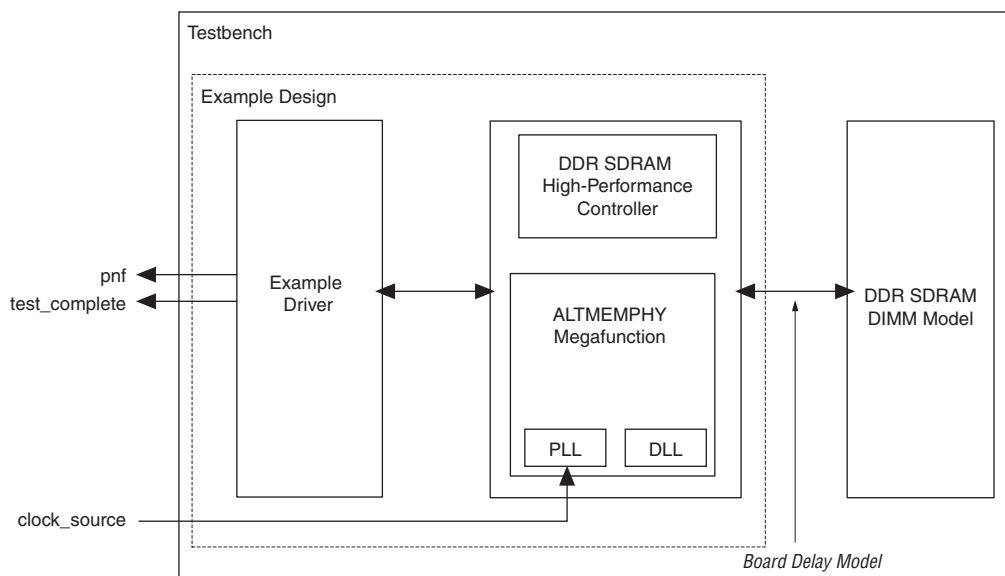 Testbench
Example Design
DDR SDRAM
High-Performance
Controller
pnf
test_complete
Example
Driver
ALTMEMPHY
Megafunction
DDR SDRAM
DIMM Model
PLL
DLL
clock_source
Board Delay Model